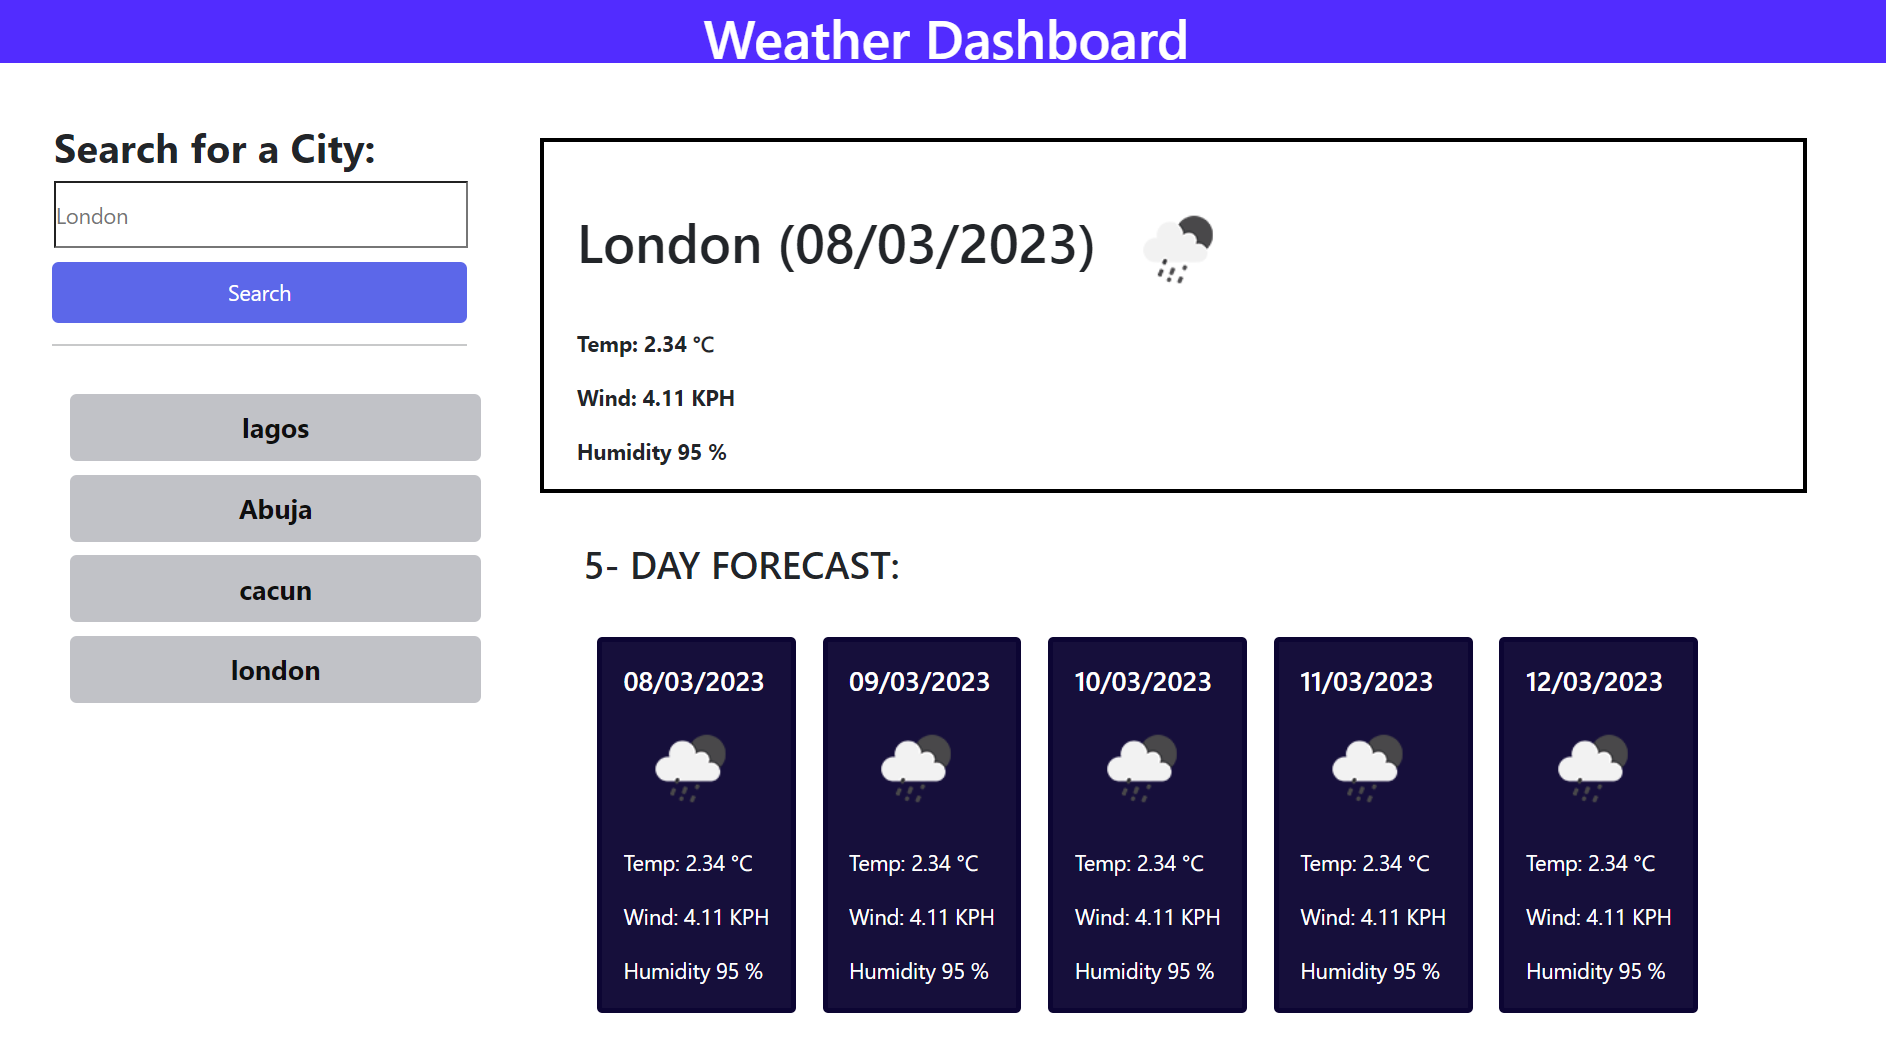 Weather Dashboard
Search for a City:
London
Search
lagos
Abuja
cacun
london
London (08/03/2023)
Temp: 2.34 °C
Wind: 4.11 KPH
Humidity 95 %
5- DAY FORECAST:
08/03/2023
Temp: 2.34 °C
Wind: 4.11 KPH
Humidity 95 %
09/03/2023
Temp: 2.34 °C
Wind: 4.11 KPH
Humidity 95 %
10/03/2023
Temp: 2.34 °C
Wind: 4.11 KPH
Humidity 95 %
11/03/2023
Temp: 2.34 °C
Wind: 4.11 KPH
Humidity 95 %
12/03/2023
Temp: 2.34 °C
Wind: 4.11 KPH
Humidity 95 %